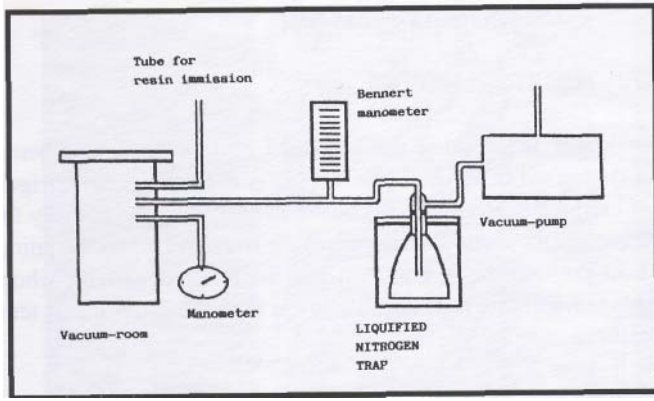 Tube for
resin immission
Bennert
manometer
Vacuum-pump
Manometer
Vacuum-room
LIQUIFIED
NITROGEN
TRAP